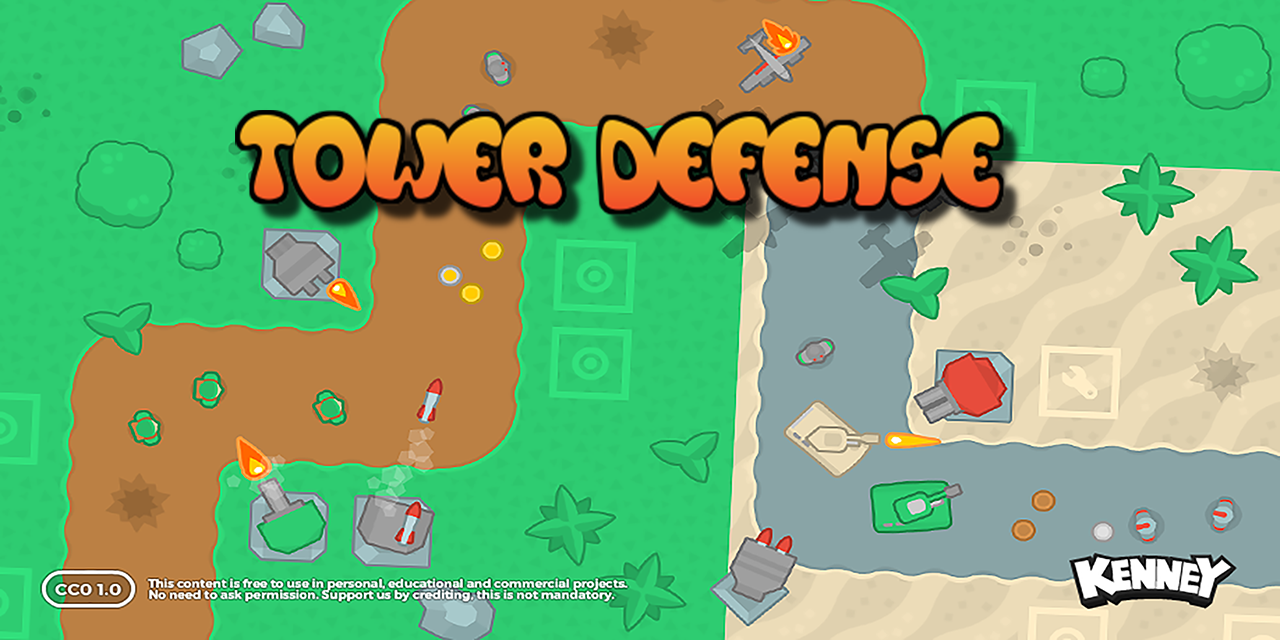 TOWER DEFENSE
CC0 1.0
This content is free to use in personal, educational and commercial projects.
No need to ask permission. Support us by crediting, this is not mandatory.
KENNEY